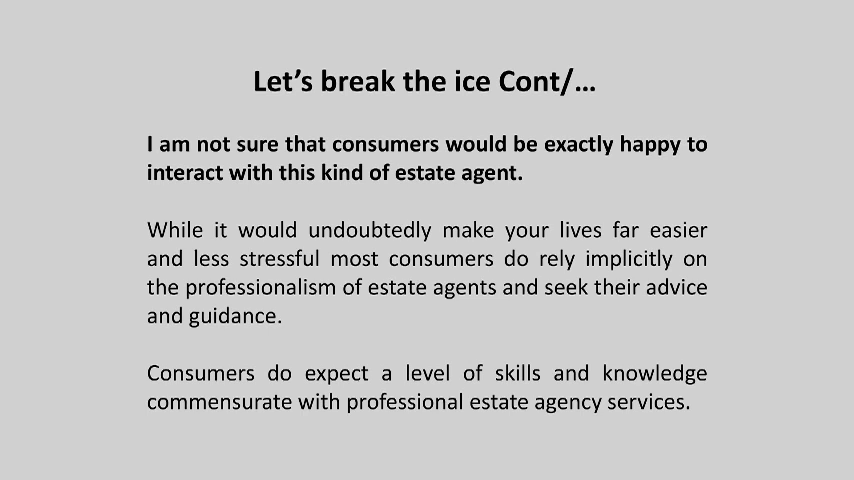 Let’s break the ice Cont/…
I am not sure that consumers would be exactly happy to
interact with this kind of estate agent.
While it would undoubtedly make your lives far easier
and less stressful most consumers do rely implicitly on
the professionalism of estate agents and seek their advice
and guidance.
Consumers do expect a level of skills and knowledge
commensurate with professional estate agency services.